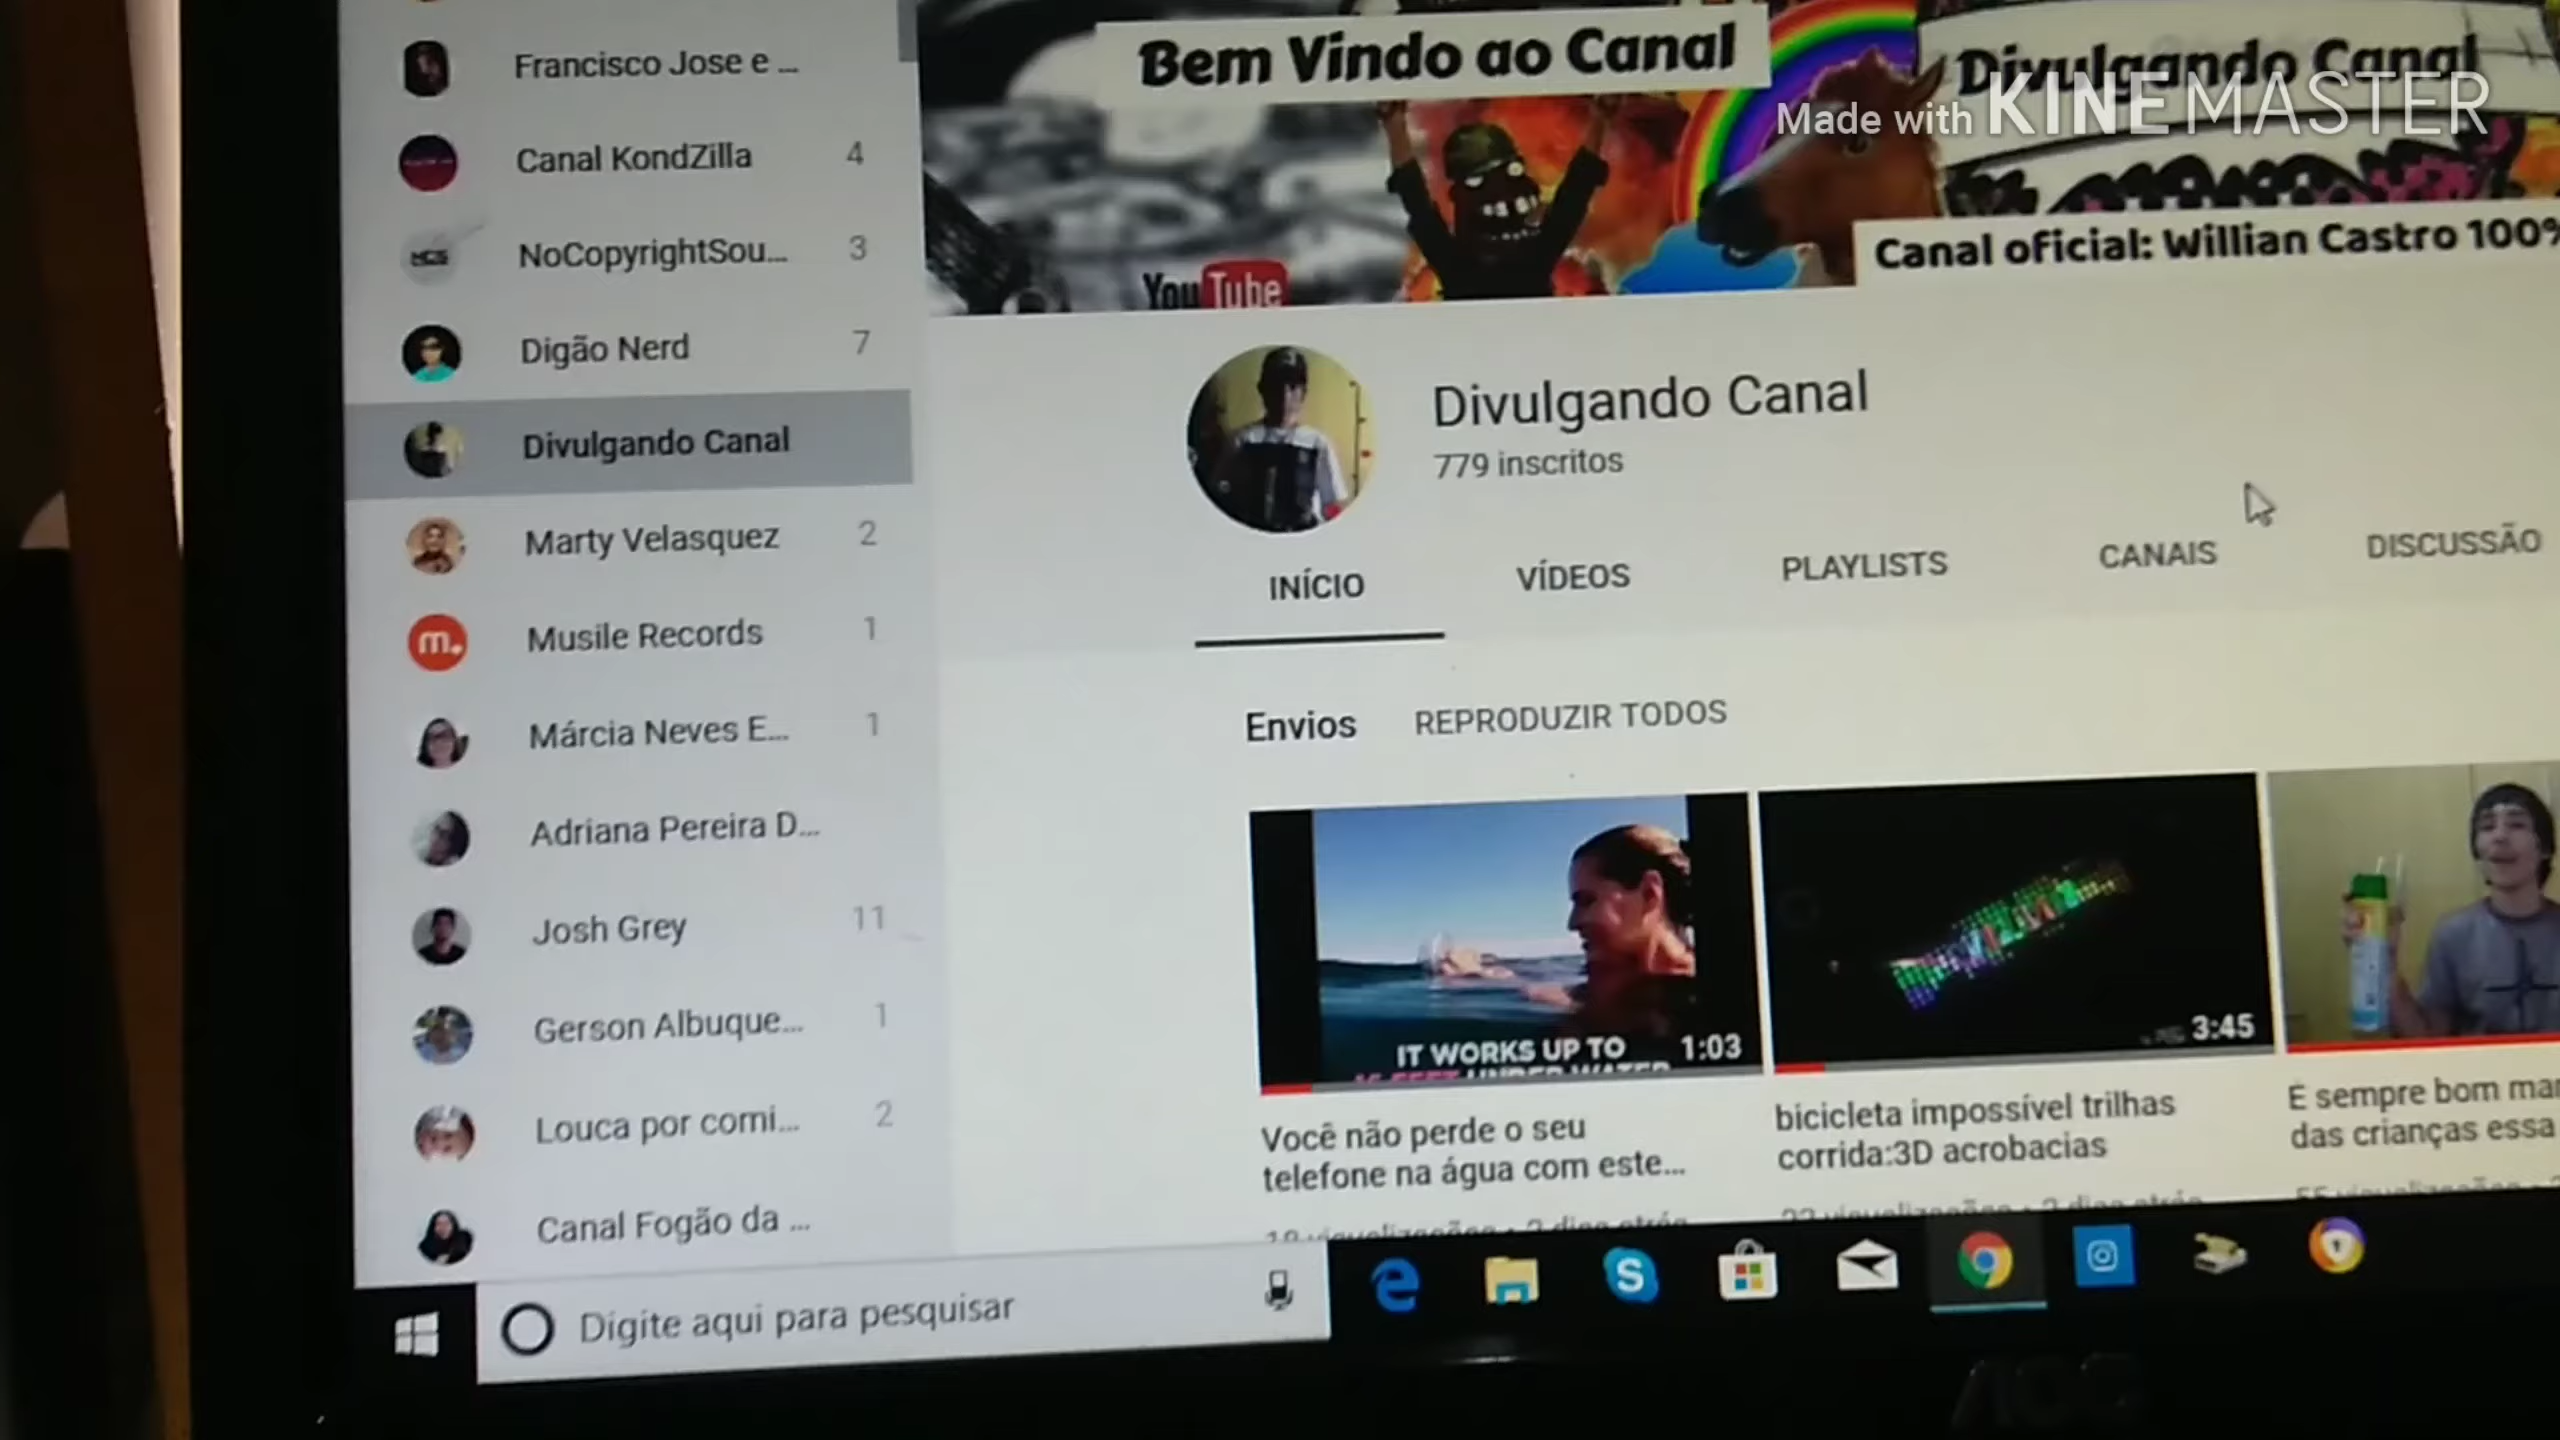 Francisco Jose e ...
Canal KondZilla 4
NoCopyrightSou... 3
Digão Nerd 7
Divulgando Canal
Marty Velasquez 2
Musile Records 1
Márcia Neves E... 1
Adriana Pereira D...
Josh Grey 11
Gerson Albuque... 1
Louca por comi... 2
Canal Fogão da ...
Bem Vindo ao Canal
Divulgando Canal
Made with KINEMASTER
Canal oficial: Willian Castro 100%
YouTube
Divulgando Canal
779 inscritos
INÍCIO VÍDEOS PLAYLISTS CANAIS DISCUSSÃO
Envios REPRODUZIR TODOS
IT WORKS UP TO
1:03
3:45
Você não perde o seu
telefone na água com este...
bicicleta impossível trilhas
corrida:3D acrobacias
E sempre bom
das crianças essa
Digite aqui para pesquisar
AOC